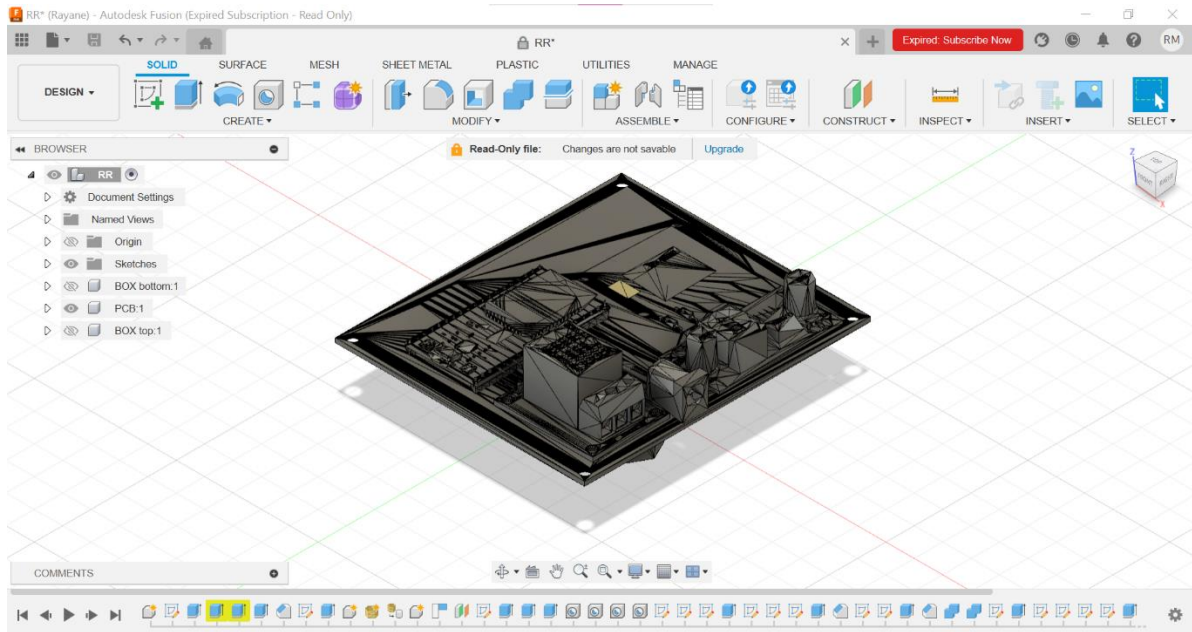 RR* (Rayane) - Autodesk Fusion (Expired Subscription - Read Only)
RR*
Expired: Subscribe Now
RM
SOLID SURFACE MESH SHEET METAL PLASTIC UTILITIES MANAGE
DESIGN
CREATE MODIFY ASSEMBLE CONFIGURE CONSTRUCT INSPECT INSERT SELECT
BROWSER
Read-Only file: Changes are not savable Upgrade
RR
Document Settings
Named Views
Origin
Sketches
BOX bottom:1
PCB:1
BOX top:1
Z
TOP
X
COMMENTS